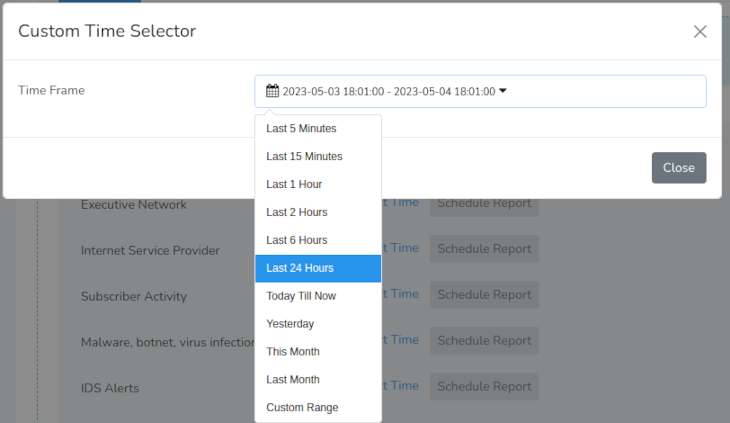 Custom Time Selector
Time Frame
2023-05-03 18:01:00 - 2023-05-04 18:01:00
Last 5 Minutes
Last 15 Minutes
Last 1 Hour
Last 2 Hours
Last 6 Hours
Last 24 Hours
Today Till Now
Yesterday
This Month
Last Month
Custom Range
Close
Executive Network
t Time
Schedule Report
Internet Service Provider
t Time
Schedule Report
Subscriber Activity
t Time
Schedule Report
Malware, botnet, virus infection
t Time
Schedule Report
IDS Alerts
t Time
Schedule Report